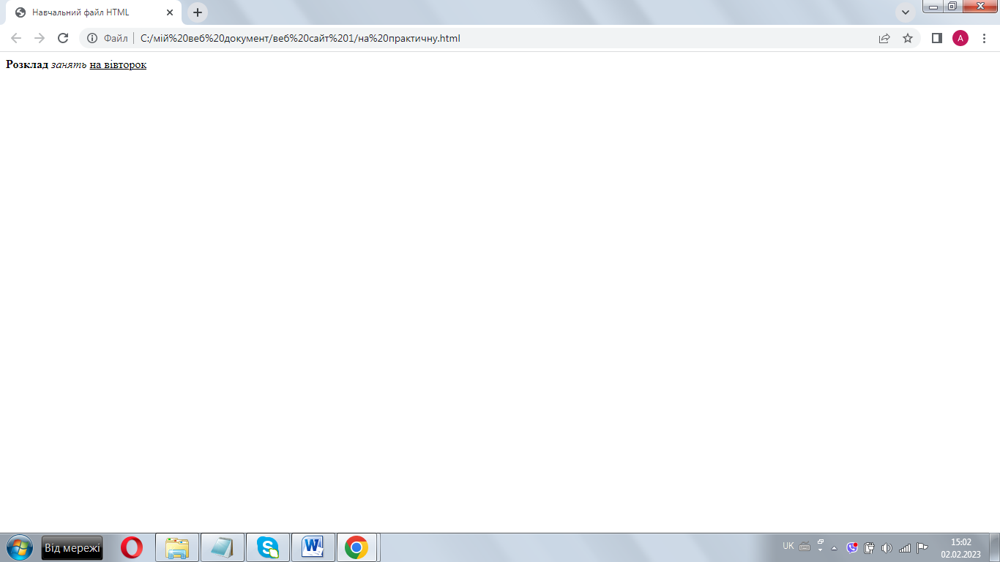 Навчальний файл HTML
Файл C:/мій%20веб%20документ/веб%20сайт%201/на%20практичну.html
A
Розклад занять на вівторок
Від мережі
UK
15:02
02.02.2023